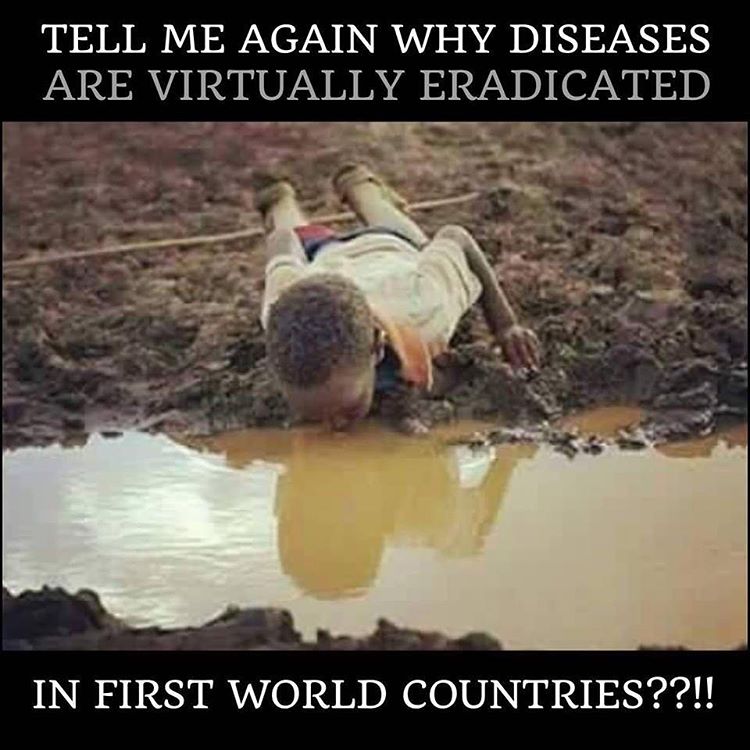 TELL ME AGAIN WHY DISEASES
ARE VIRTUALLY ERADICATED
IN FIRST WORLD COUNTRIES??!!